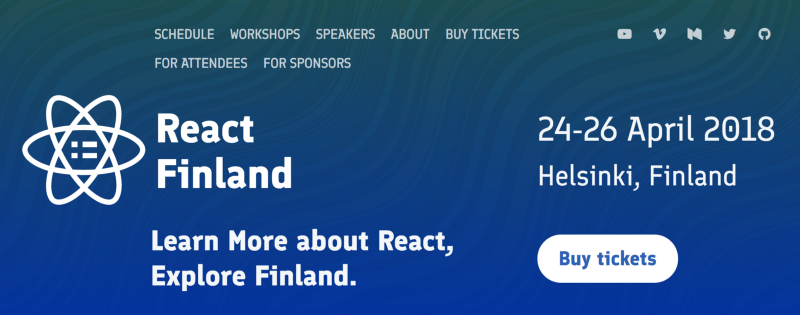 SCHEDULE WORKSHOPS SPEAKERS ABOUT BUY TICKETS
FOR ATTENDEES FOR SPONSORS
React
Finland
24-26 April 2018
Helsinki, Finland
Learn More about React,
Explore Finland.
Buy tickets